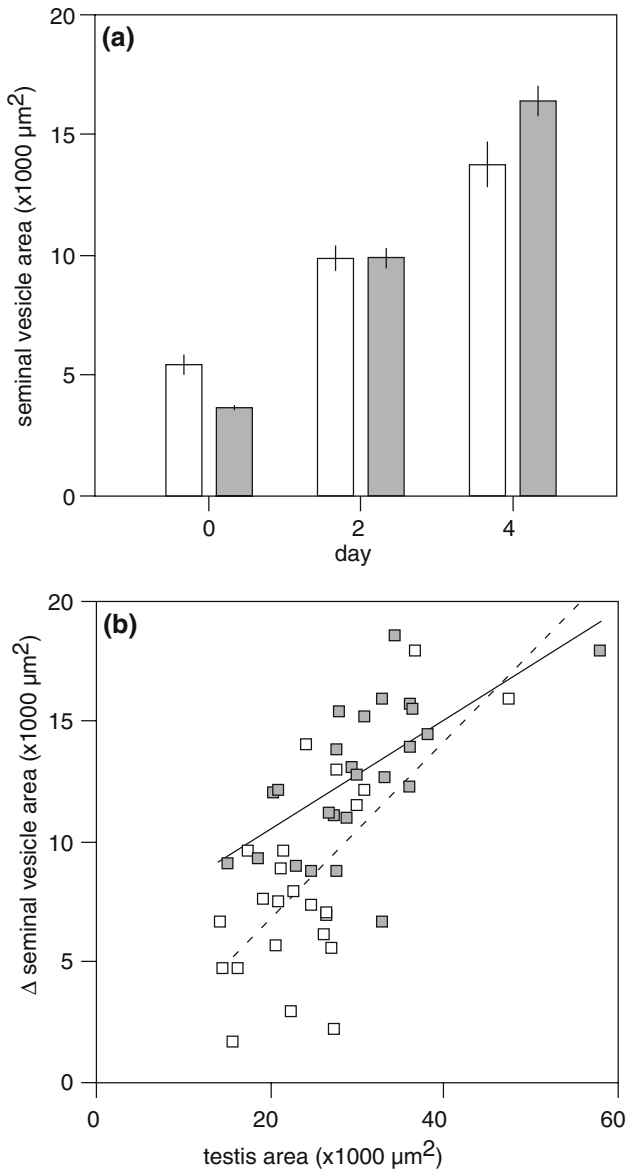 (a)
seminal vesicle area (x1000 µm²)
20
15
10
5
0
0 2 4
day
(b)
Δ seminal vesicle area (x1000 µm²)
20
15
10
5
0
0 20 40 60
testis area (x1000 µm²)